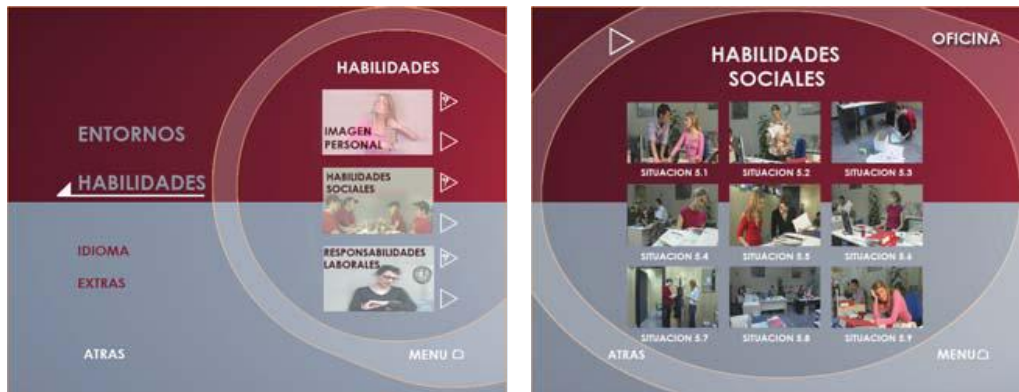 HABILIDADES
IMAGEN
PERSONAL
HABILIDADES
SOCIALES
RESPONSABILIDADES
LABORALES
ENTORNOS
HABILIDADES
IDIOMA
EXTRAS
ATRAS
MENU
OFICINA
HABILIDADES
SOCIALES
SITUACION 5.1 SITUACION 5.2 SITUACION 5.3
SITUACION 5.4 SITUACION 5.5 SITUACION 5.6
SITUACION 5.7 SITUACION 5.8 SITUACION 5.9
ATRAS
MENU